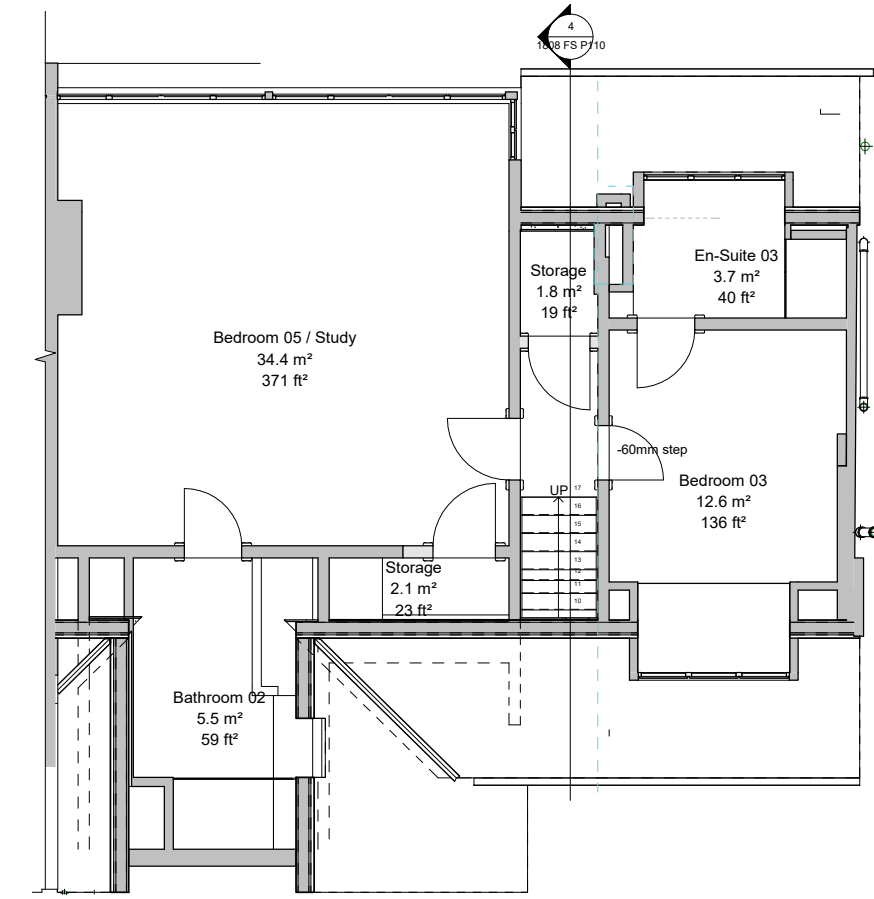 4
1808 FS P110
En-Suite 03
3.7 m²
40 ft²
Storage
1.8 m²
19 ft²
Bedroom 05 / Study
34.4 m²
371 ft²
-60mm step
Bedroom 03
12.6 m²
136 ft²
UP
17
16
15
14
13
12
11
10
Storage
2.1 m²
23 ft²
Bathroom 02
5.5 m²
59 ft²